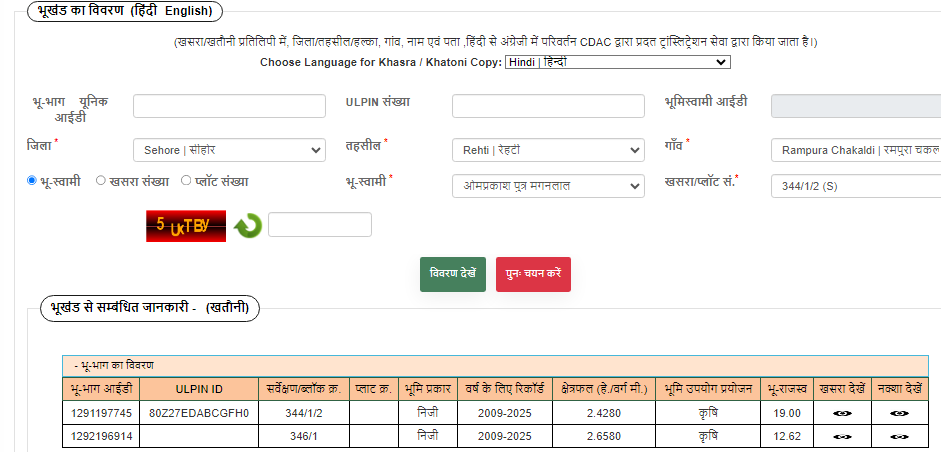 भूखंड का विवरण (हिंदी English)
(खसरा/खतौनी प्रतिलिपी में, जिला/तहसील/हल्का, गांव, नाम एवं पता ,हिंदी से अंग्रेजी में परिवर्तन CDAC द्वारा प्रदत ट्रांस्लिट्रेशन सेवा द्वारा किया जाता है।)
Choose Language for Khasra / Khatoni Copy: Hindi | हिन्दी
भू-भाग यूनिक आईडी ULPIN संख्या भूमिस्वामी आईडी
जिला * Sehore | सीहोर तहसील * Rehti | रेहटी गाँव * Rampura Chakaldi | रमपुरा चकल
भू-स्वामी खसरा संख्या प्लॉट संख्या भू-स्वामी * ओमप्रकाश पुत्र मगनलाल खसरा/प्लॉट सं.* 344/1/2 (S)
5 UKTBY
विवरण देखें पुनः चयन करें
भूखंड से सम्बंधित जानकारी - (खतौनी)
- भू-भाग का विवरण
भू-भाग आईडी ULPIN ID सर्वेक्षण/ब्लॉक क्र. प्लाट क्र. भूमि प्रकार वर्ष के लिए रिकॉर्ड क्षेत्रफल (हे./वर्ग मी.) भूमि उपयोग प्रयोजन भू-राजस्व खसरा देखें नक्शा देखें
1291197745 80Z27EDABCGFH0 344/1/2 निजी 2009-2025 2.4280 कृषि 19.00
1292196914 346/1 निजी 2009-2025 2.6580 कृषि 12.62